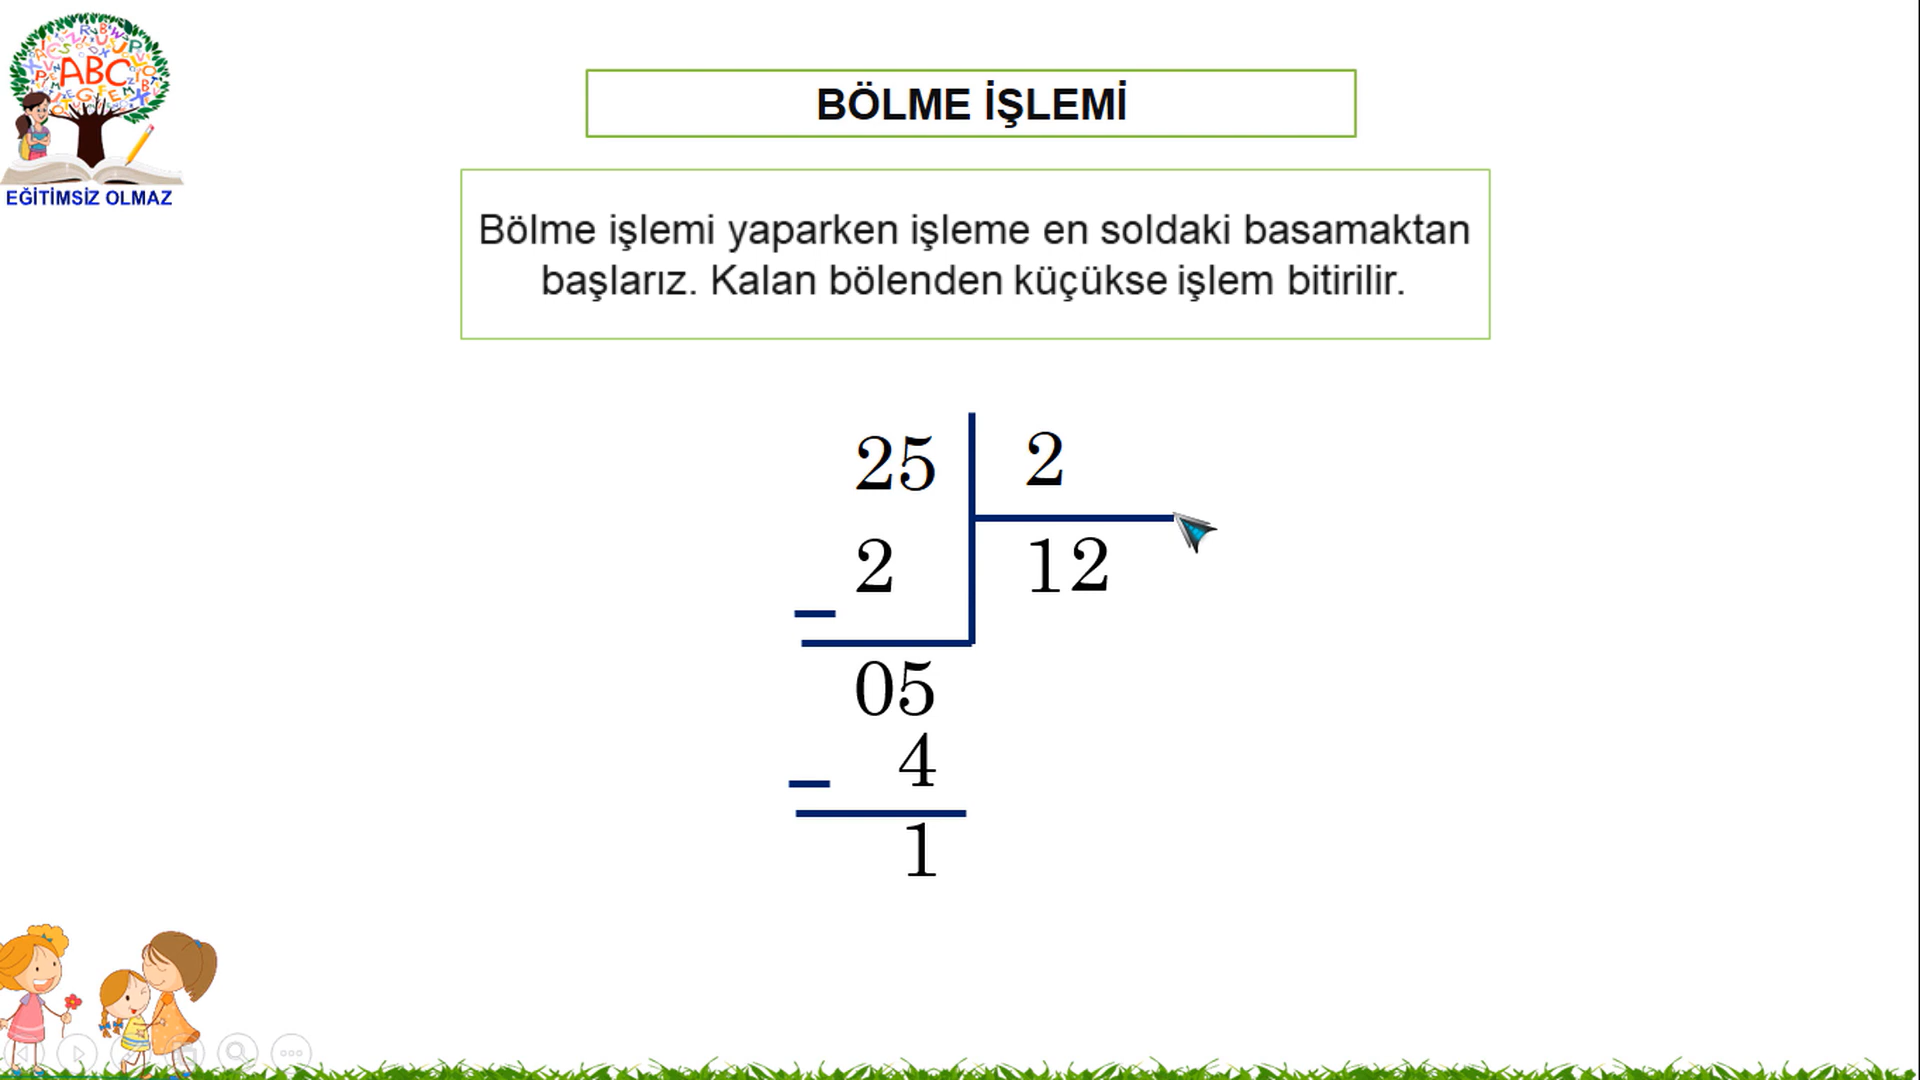 ABC
EĞİTİMSİZ OLMAZ
BÖLME İŞLEMİ
Bölme işlemi yaparken işleme en soldaki basamaktan
başlarız. Kalan bölenden küçükse işlem bitirilir.
25 2
2 12
–
05
– 4
1